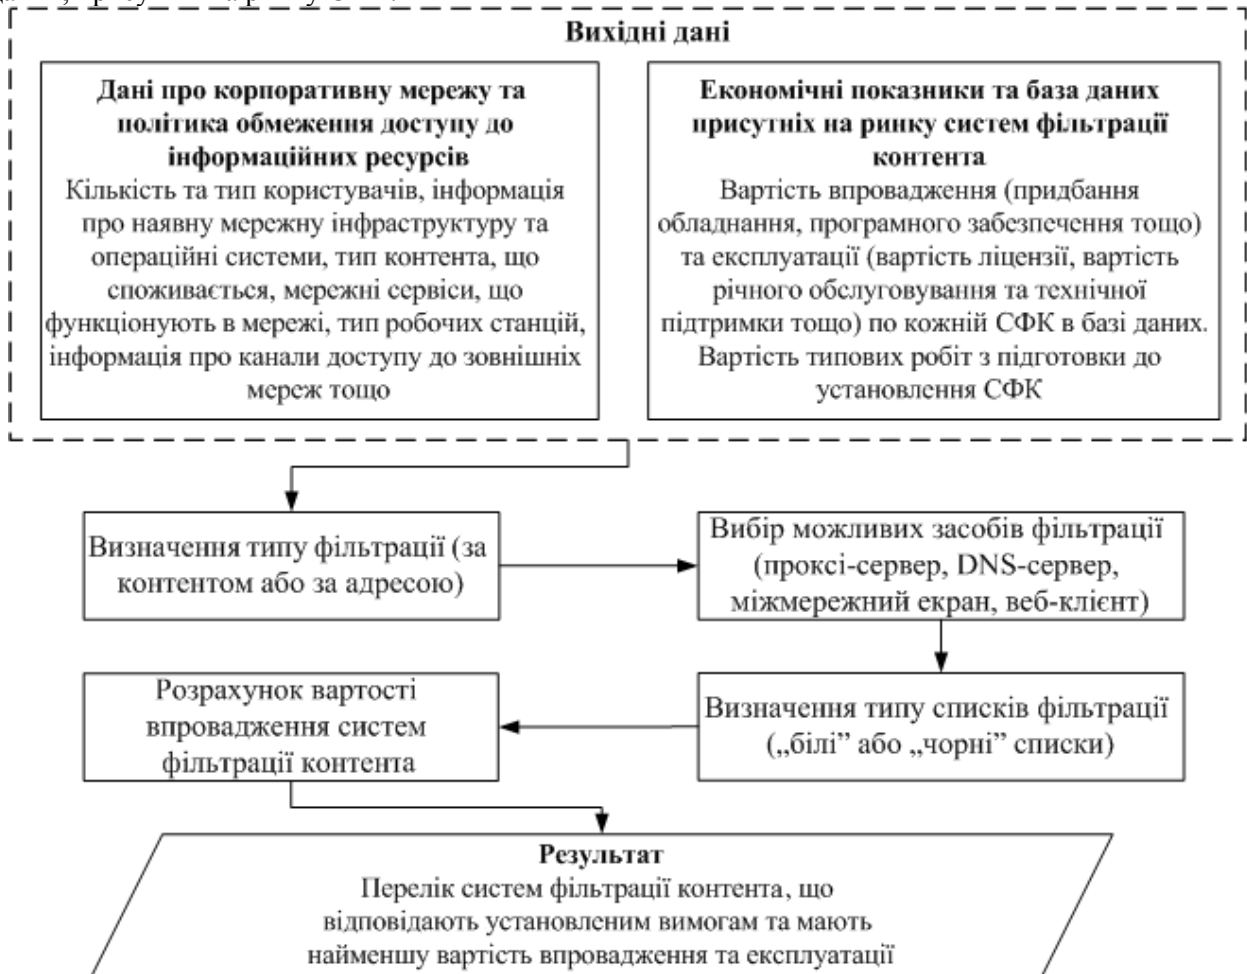 Вихідні дані
Дані про корпоративну мережу та
політика обмеження доступу до
інформаційних ресурсів
Кількість та тип користувачів, інформація
про наявну мережну інфраструктуру та
операційні системи, тип контента, що
споживається, мережні сервіси, що
функціонують в мережі, тип робочих станцій,
інформація про канали доступу до зовнішніх
мереж тощо
Економічні показники та база даних
присутніх на ринку систем фільтрації
контента
Вартість впровадження (придбання
обладнання, програмного забезпечення тощо)
та експлуатації (вартість ліцензії, вартість
річного обслуговування та технічної
підтримки тощо) по кожній СФК в базі даних.
Вартість типових робіт з підготовки до
установлення СФК
Визначення типу фільтрації (за
контентом або за адресою)
Вибір можливих засобів фільтрації
(проксі-сервер, DNS-сервер,
міжмережний екран, веб-клієнт)
Визначення типу списків фільтрації
(„білі” або „чорні” списки)
Розрахунок вартості
впровадження систем
фільтрації контента
Результат
Перелік систем фільтрації контента, що
відповідають установленим вимогам та мають
найменшу вартість впровадження та експлуатації